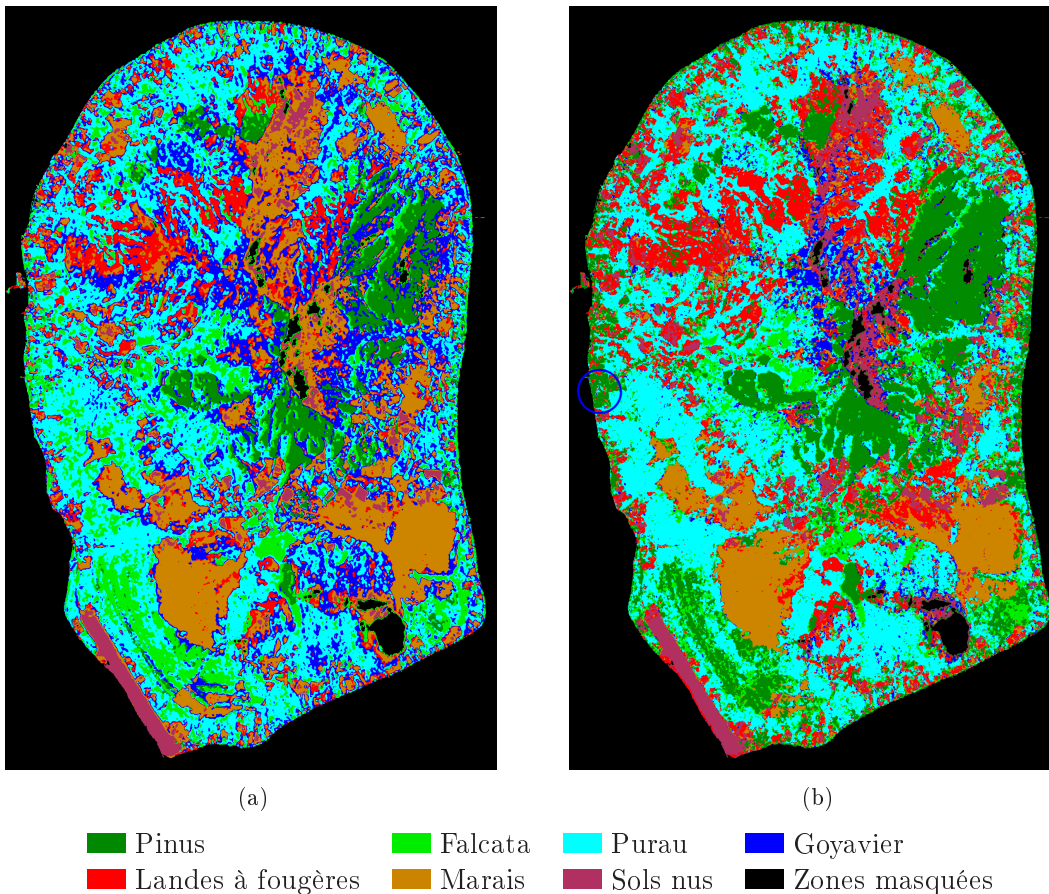 (a)
(b)
Pinus Falcata Purau Goyavier
Landes à fougères Marais Sols nus Zones masquées